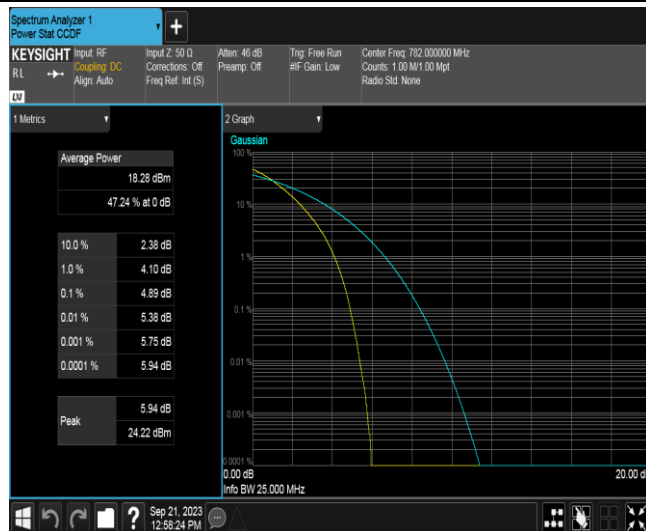 Spectrum Analyzer 1
Power Stat CCDF
+
KEYSIGHT
RL
Input: RF
Coupling: DC
Align: Auto
Input Z: 50 Ω
Corrections: Off
Freq Ref: Int (S)
Atten: 46 dB
Preamp: Off
Trig: Free Run
#IF Gain: Low
Center Freq: 782.000000 MHz
Counts: 1.00 M/1.00 Mpt
Radio Std: None
1 Metrics
Average Power
18.28 dBm
47.24 % at 0 dB
10.0 % 2.38 dB
1.0 % 4.10 dB
0.1 % 4.89 dB
0.01 % 5.38 dB
0.001 % 5.75 dB
0.0001 % 5.94 dB
Peak
5.94 dB
24.22 dBm
2 Graph
Gaussian
100 %
10 %
1 %
0.1 %
0.01 %
0.001 %
0.0001 %
0.00 dB
20.00 d
Info BW 25.000 MHz
?
Sep 21, 2023
12:58:24 PM